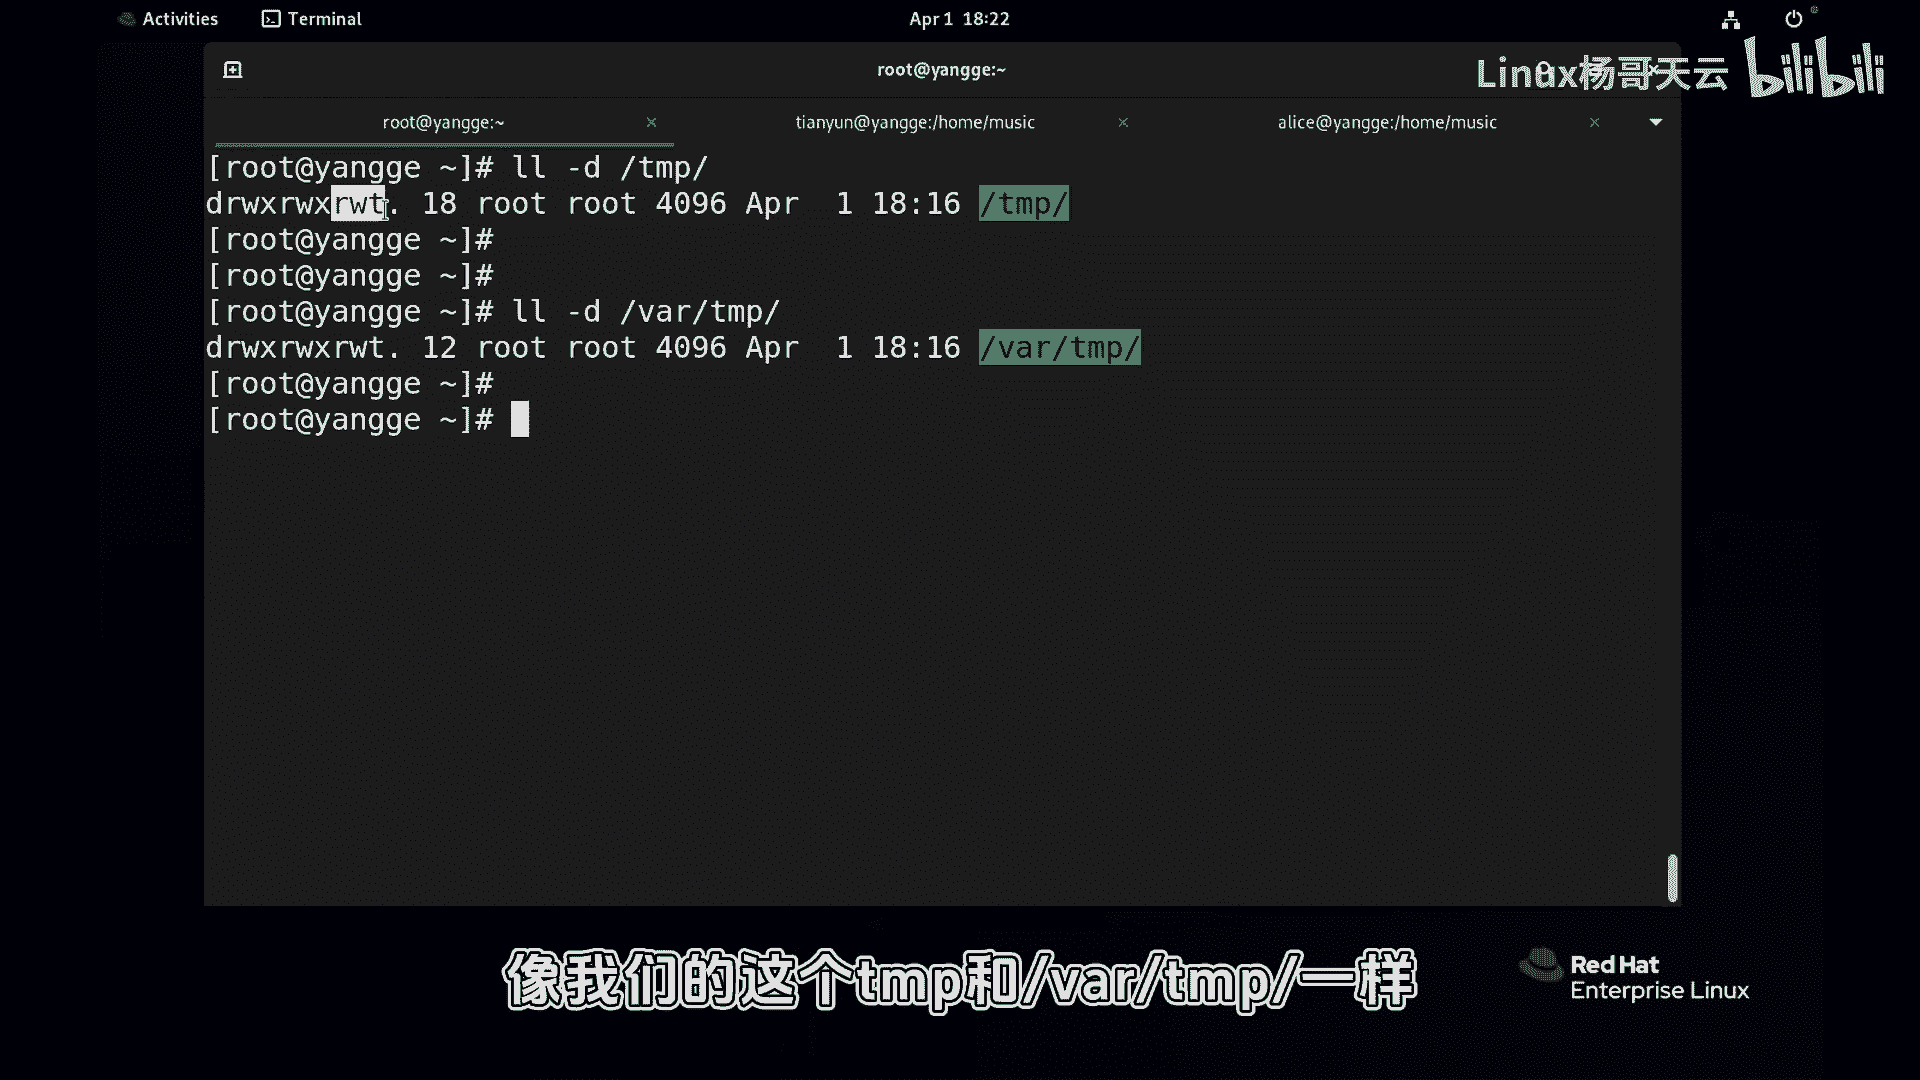 Activities Terminal Apr 1 18:22
root@yangge:~
Linux杨哥天云 bilibili
root@yangge:~ tianyun@yangge:/home/music alice@yangge:/home/music
[root@yangge ~]# ll -d /tmp/
drwxrwxrwt. 18 root root 4096 Apr  1 18:16 /tmp/
[root@yangge ~]#
[root@yangge ~]#
[root@yangge ~]# ll -d /var/tmp/
drwxrwxrwt. 12 root root 4096 Apr  1 18:16 /var/tmp/
[root@yangge ~]#
[root@yangge ~]#
像我们的这个tmp和/var/tmp/一样
Red Hat
Enterprise Linux